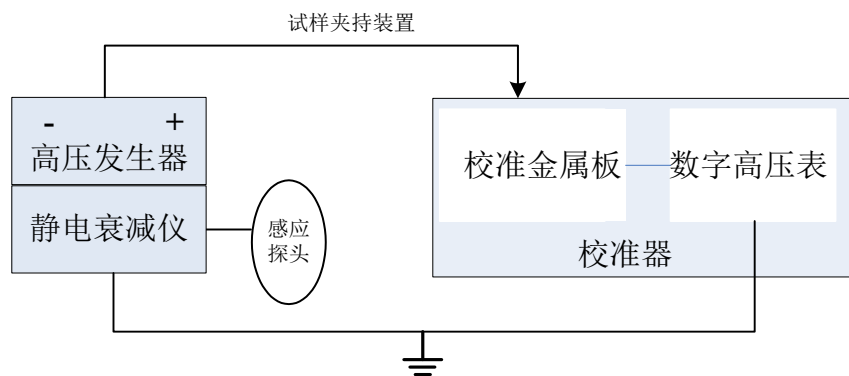 试样夹持装置
- +
高压发生器
静电衰减仪
感应
探头
校准金属板
数字高压表
校准器